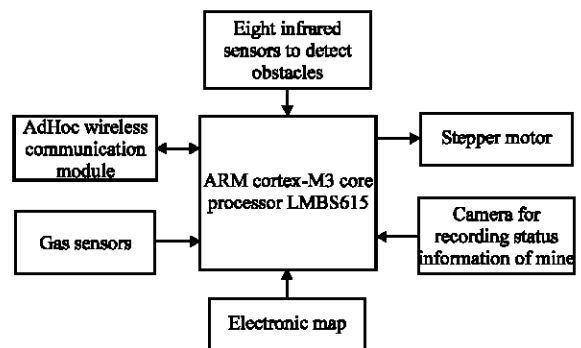 Eight infrared
sensors to detect
obstacles
AdHoc wireless
communication
module
Stepper motor
ARM cortex-M3 core
processor LMBS615
Gas sensors
Camera for
recording status
information of mine
Electronic map